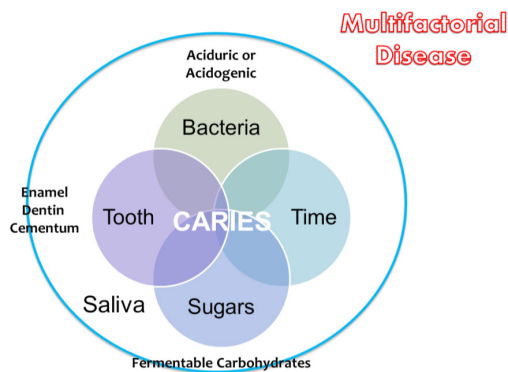 Multifactorial
Disease
Aciduric or
Acidogenic
Bacteria
Enamel
Dentin
Cementum
Tooth
CARIES
Time
Saliva
Sugars
Fermentable Carbohydrates